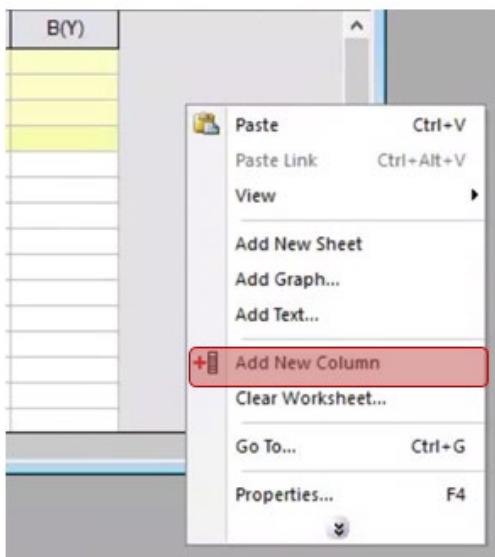 B(Y)
Paste Ctrl+V
Paste Link Ctrl+Alt+V
View
Add New Sheet
Add Graph...
Add Text...
Add New Column
Clear Worksheet...
Go To... Ctrl+G
Properties... F4